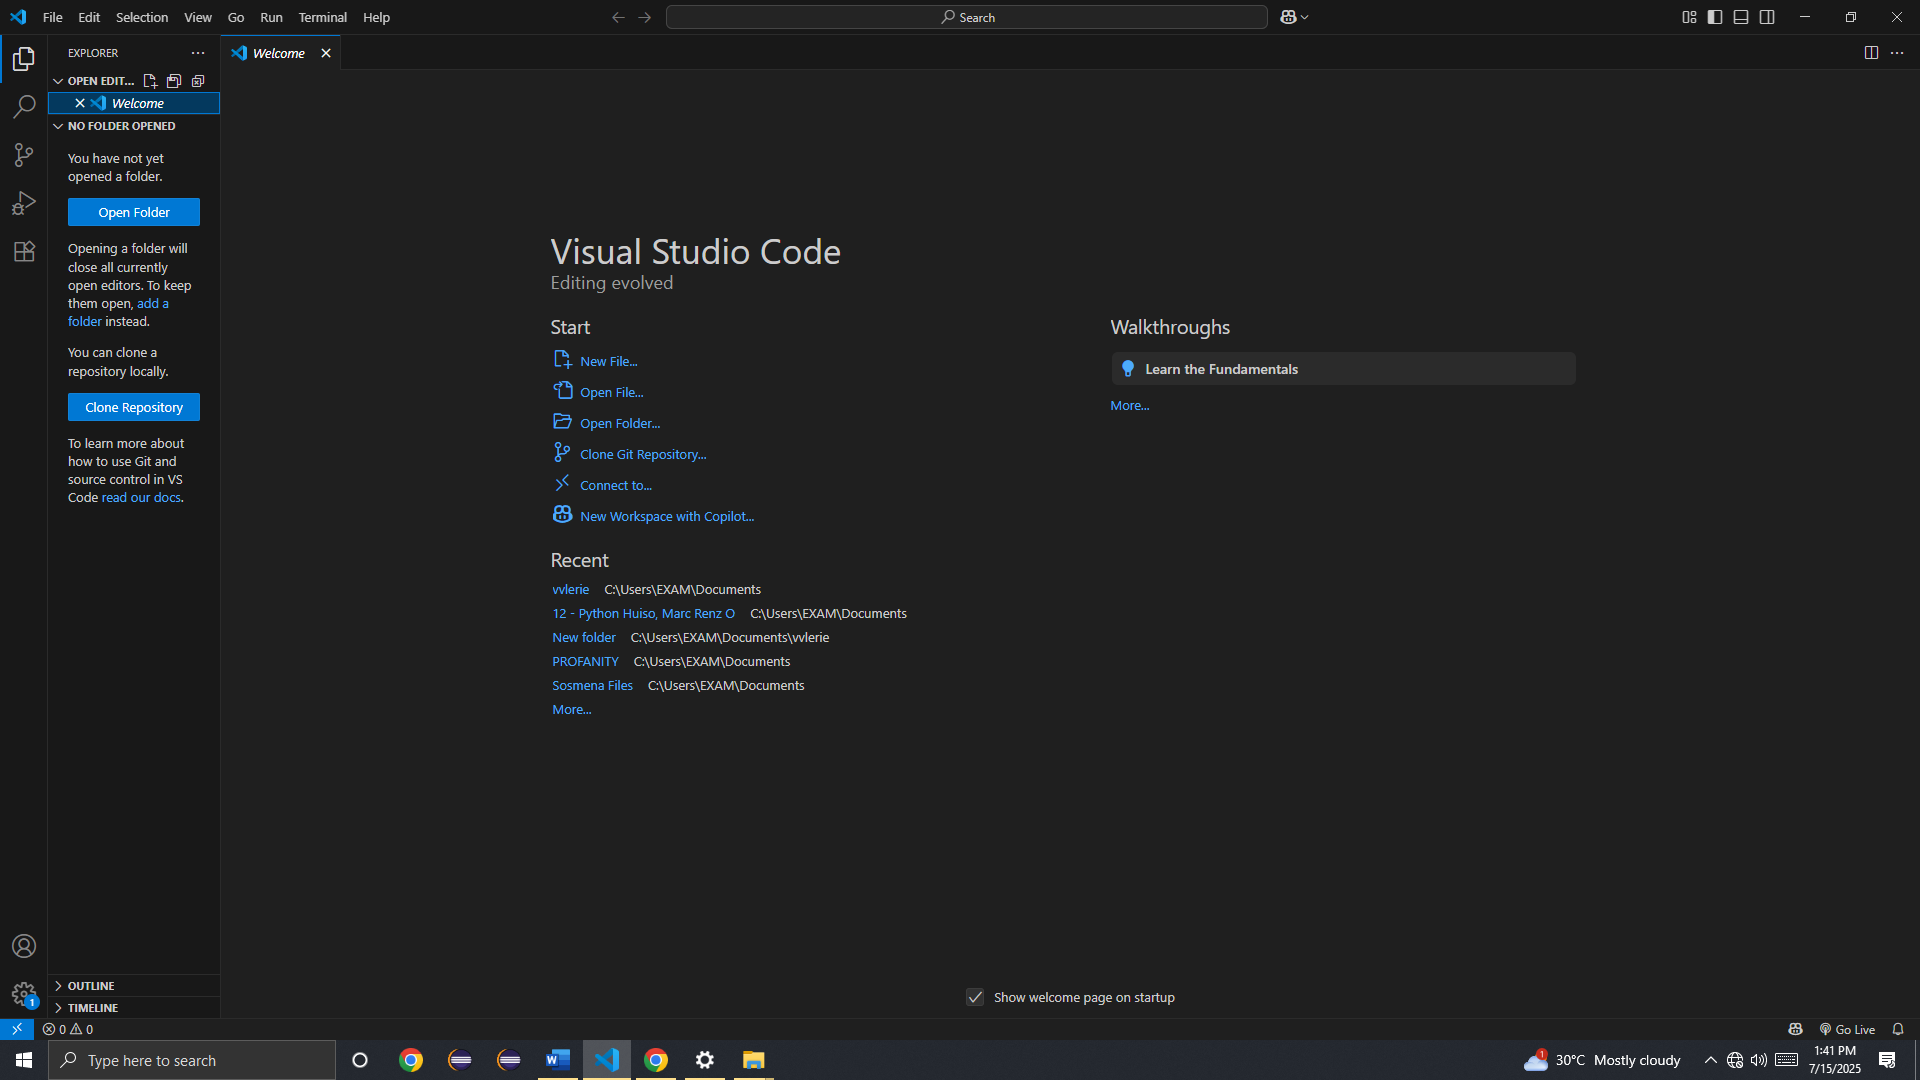 File Edit Selection View Go Run Terminal Help
Search
EXPLORER
OPEN EDIT...
Welcome
NO FOLDER OPENED
You have not yet
opened a folder.
Open Folder
Opening a folder will
close all currently
open editors. To keep
them open, add a
folder instead.
You can clone a
repository locally.
Clone Repository
To learn more about
how to use Git and
source control in VS
Code read our docs.
OUTLINE
TIMELINE
1
Welcome
Visual Studio Code
Editing evolved
Start
New File...
Open File...
Open Folder...
Clone Git Repository...
Connect to...
New Workspace with Copilot...
Recent
vvlerie C:\Users\EXAM\Documents
12 - Python Huiso, Marc Renz O C:\Users\EXAM\Documents
New folder C:\Users\EXAM\Documents\vvlerie
PROFANITY C:\Users\EXAM\Documents
Sosmena Files C:\Users\EXAM\Documents
More...
Walkthroughs
Learn the Fundamentals
More...
Show welcome page on startup
0 0
Go Live
Type here to search
W
1
30°C Mostly cloudy
1:41 PM
7/15/2025